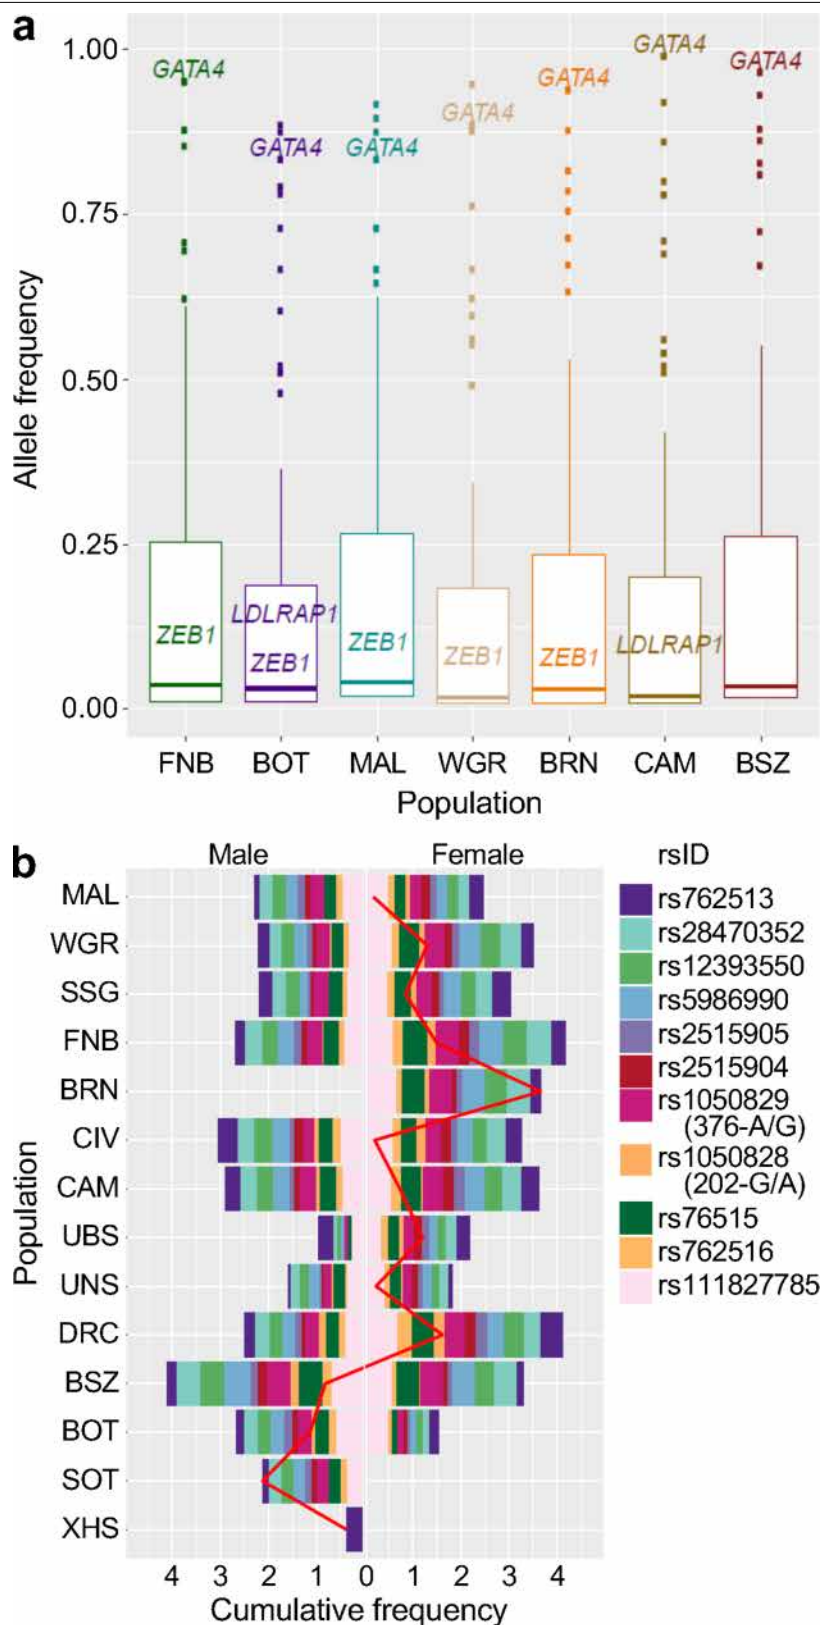 a
1.00
0.75
0.50
0.25
0.00
Allele frequency
GATA4
GATA4
GATA4
GATA4
GATA4
GATA4
GATA4
ZEB1
LDLRAP1
ZEB1
ZEB1
ZEB1
ZEB1
LDLRAP1
FNB BOT MAL WGR BRN CAM BSZ
Population
b
Male Female rsID
MAL
WGR
SSG
FNB
BRN
CIV
CAM
UBS
UNS
DRC
BSZ
BOT
SOT
XHS
Population
4 3 2 1 0 1 2 3 4
Cumulative frequency
rs762513
rs28470352
rs12393550
rs5986990
rs2515905
rs2515904
rs1050829
(376-A/G)
rs1050828
(202-G/A)
rs76515
rs762516
rs111827785